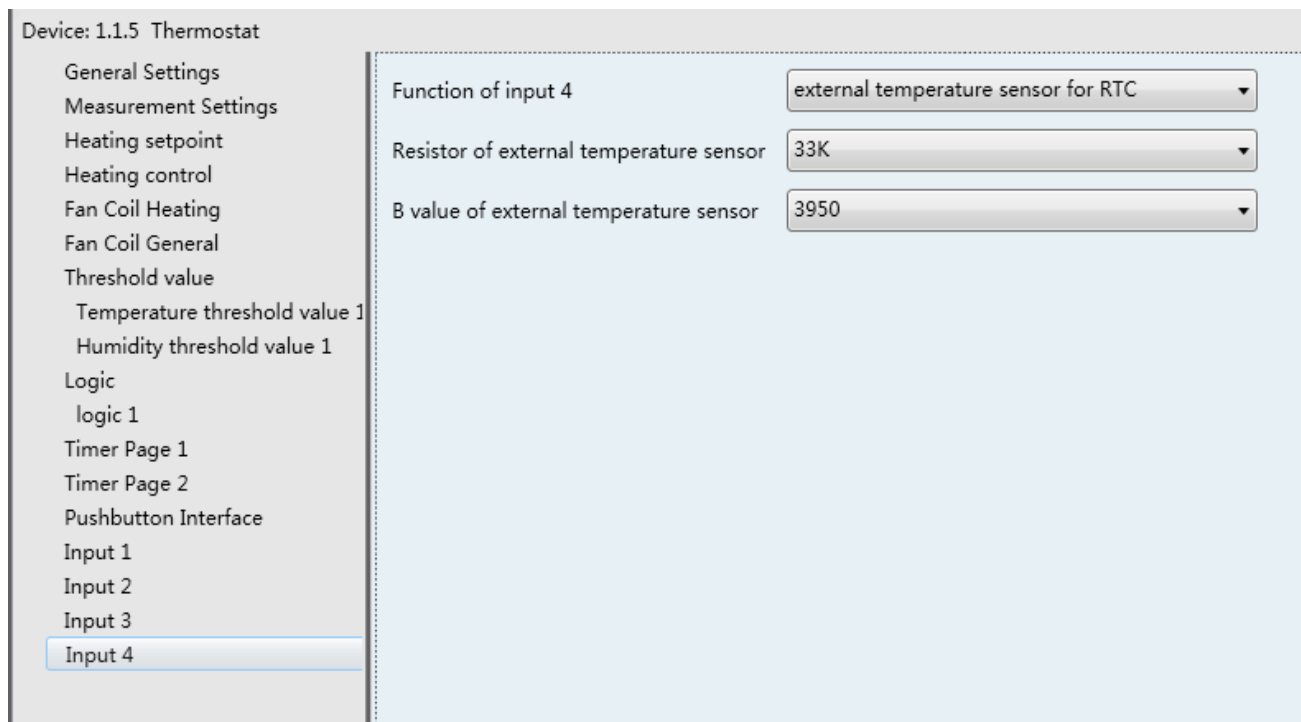 Device: 1.1.5 Thermostat
General Settings
Measurement Settings
Heating setpoint
Heating control
Fan Coil Heating
Fan Coil General
Threshold value
Temperature threshold value 1
Humidity threshold value 1
Logic
logic 1
Timer Page 1
Timer Page 2
Pushbutton Interface
Input 1
Input 2
Input 3
Input 4
Function of input 4 external temperature sensor for RTC
Resistor of external temperature sensor 33K
B value of external temperature sensor 3950